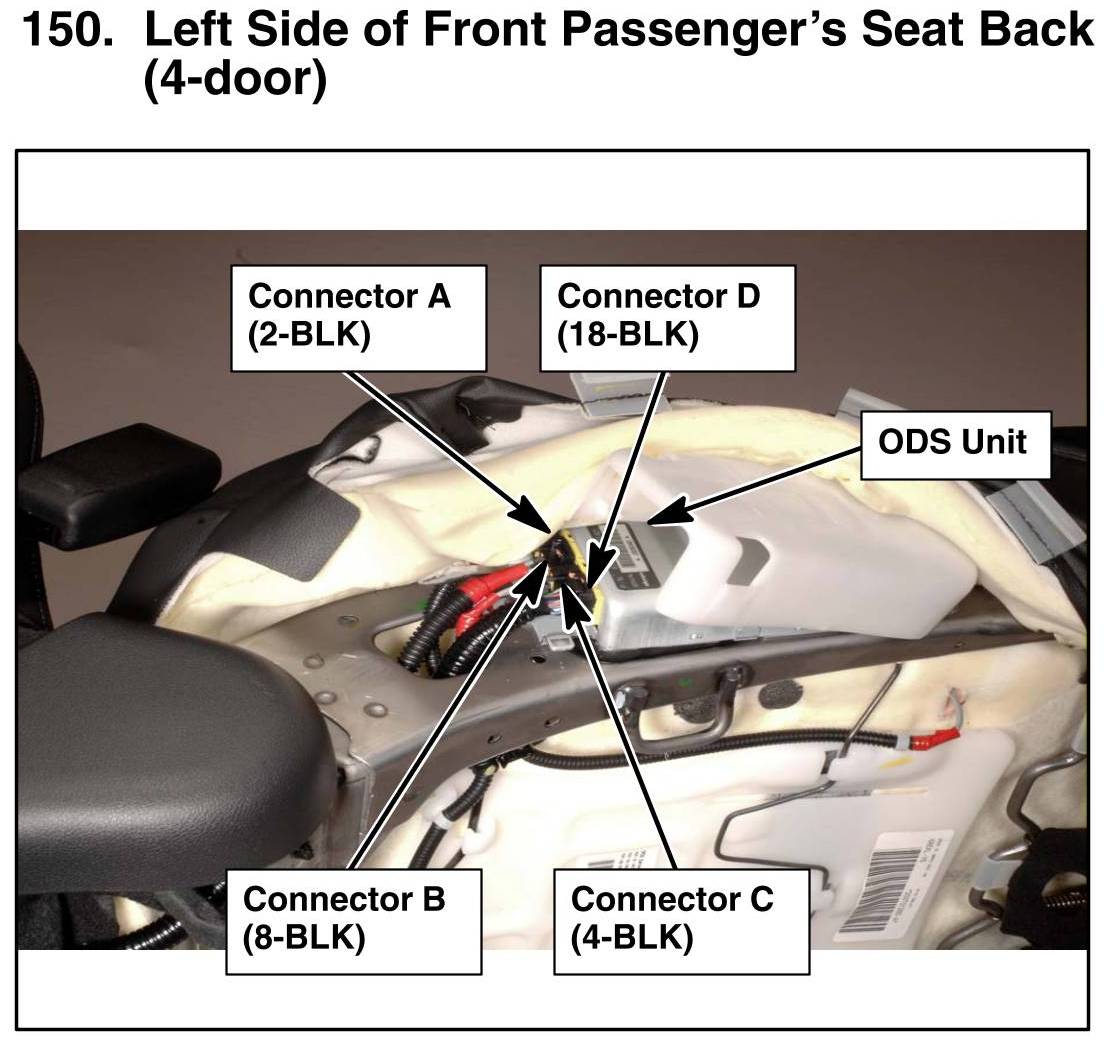 150. Left Side of Front Passenger's Seat Back
(4-door)
Connector A
(2-BLK)
Connector D
(18-BLK)
ODS Unit
Connector B
(8-BLK)
Connector C
(4-BLK)